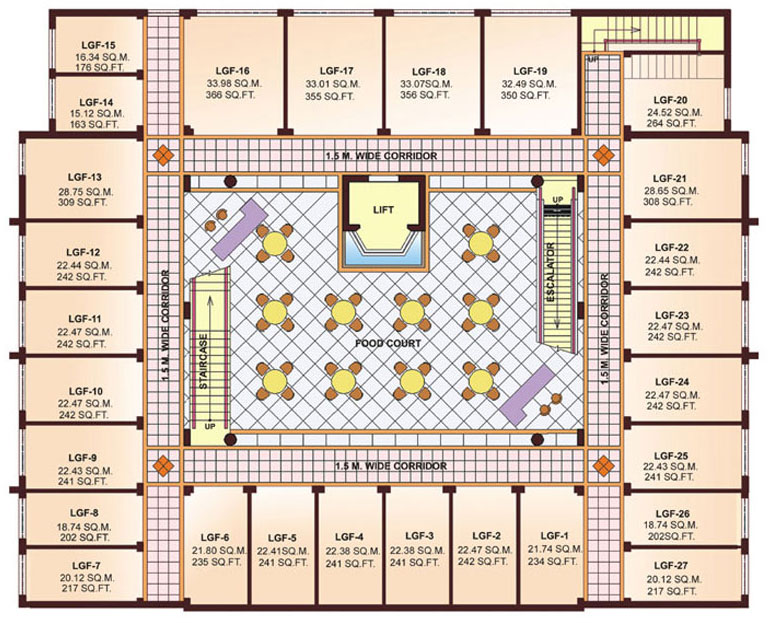 LGF-15
16.34 SQ.M.
176 SQ.FT.
LGF-14
15.12 SQ.M.
163 SQ.FT.
LGF-16
33.98 SQ.M.
366 SQ.FT.
LGF-17
33.01 SQ.M.
355 SQ.FT.
LGF-18
33.07SQ.M.
356 SQ.FT.
LGF-19
32.49 SQ.M.
350 SQ.FT.
UP
LGF-20
24.52 SQ.M.
264 SQ.FT.
1.5 M. WIDE CORRIDOR
LGF-13
28.75 SQ.M.
309 SQ.FT.
LGF-12
22.44 SQ.M.
242 SQ.FT.
LGF-11
22.47 SQ.M.
242 SQ.FT.
LGF-10
22.47 SQ.M.
242 SQ.FT.
LGF-9
22.43 SQ.M.
241 SQ.FT.
LGF-8
18.74 SQ.M.
202 SQ.FT.
LGF-7
20.12 SQ.M.
217 SQ.FT.
1.5 M. WIDE CORRIDOR
STAIRCASE
UP
LIFT
FOOD COURT
UP
ESCALATOR
1.5 M. WIDE CORRIDOR
LGF-21
28.65 SQ.M.
308 SQ.FT.
LGF-22
22.44 SQ.M.
242 SQ.FT.
LGF-23
22.47 SQ.M.
242 SQ.FT.
LGF-24
22.47 SQ.M.
242 SQ.FT.
LGF-25
22.43 SQ.M.
241 SQ.FT.
LGF-26
18.74 SQ.M.
202SQ.FT.
LGF-27
20.12 SQ.M.
217 SQ.FT.
1.5 M. WIDE CORRIDOR
LGF-6
21.80 SQ.M.
235 SQ.FT.
LGF-5
22.41SQ.M.
241 SQ.FT.
LGF-4
22.38 SQ.M.
241 SQ.FT.
LGF-3
22.38 SQ.M.
241 SQ.FT.
LGF-2
22.47 SQ.M.
242 SQ.FT.
LGF-1
21.74 SQ.M.
234 SQ.FT.